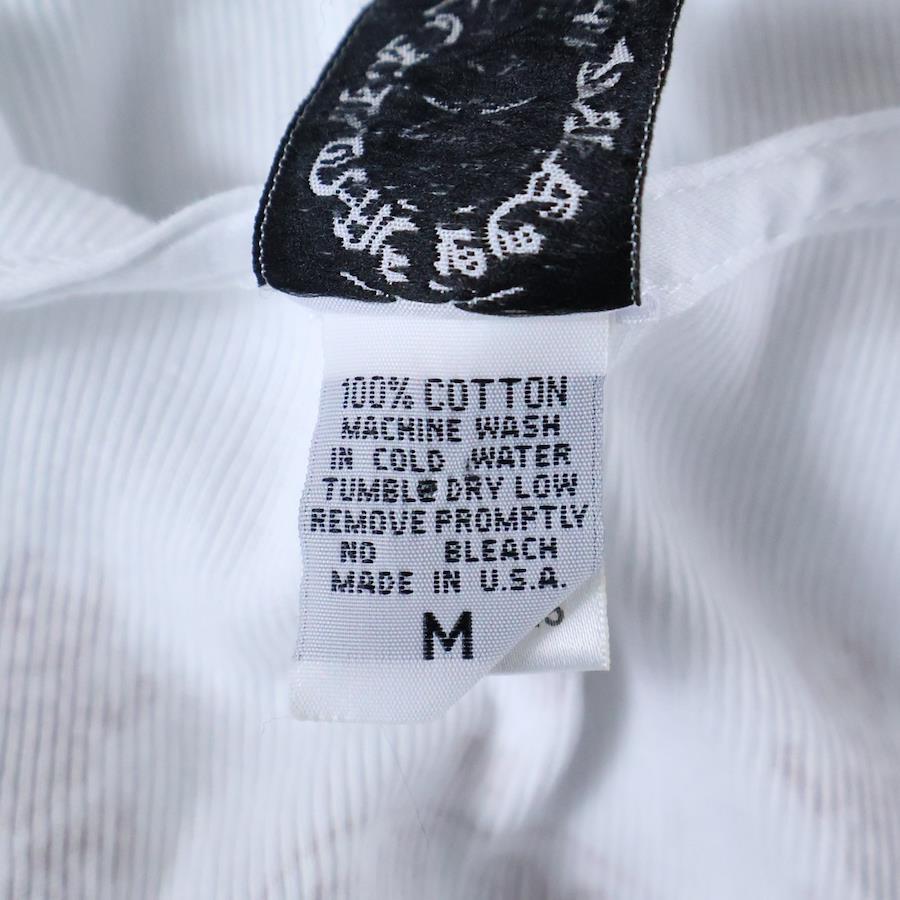 100% COTTON
MACHINE WASH
IN COLD WATER
TUMBLE DRY LOW
REMOVE PROMPTLY
NO BLEACH
MADE IN U.S.A.
M